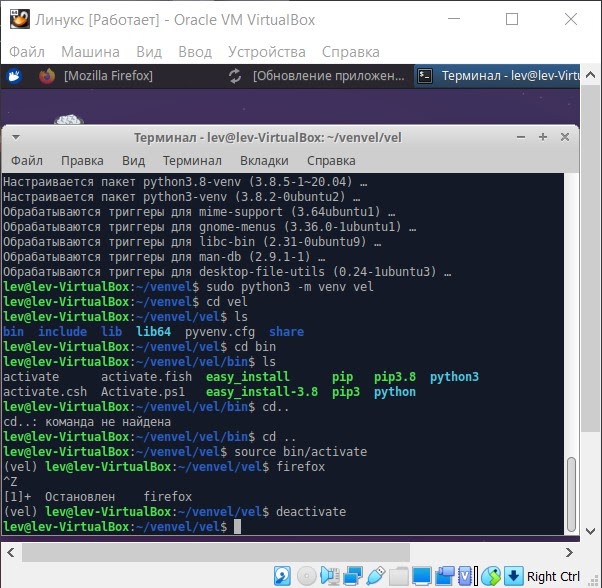 Линукс [Работает] - Oracle VM VirtualBox
Файл Машина Вид Ввод Устройства Справка
[Mozilla Firefox] [Обновление приложен... Терминал - lev@lev-Virtu
Терминал - lev@lev-VirtualBox: ~/venvel/vel
Файл Правка Вид Терминал Вкладки Справка
Настраивается пакет python3.8-venv (3.8.5-1~20.04) …
Настраивается пакет python3-venv (3.8.2-0ubuntu2) …
Обрабатываются триггеры для mime-support (3.64ubuntu1) …
Обрабатываются триггеры для gnome-menus (3.36.0-1ubuntu1) …
Обрабатываются триггеры для libc-bin (2.31-0ubuntu9) …
Обрабатываются триггеры для man-db (2.9.1-1) …
Обрабатываются триггеры для desktop-file-utils (0.24-1ubuntu3) …
lev@lev-VirtualBox:~/venvel$ sudo python3 -m venv vel
lev@lev-VirtualBox:~/venvel$ cd vel
lev@lev-VirtualBox:~/venvel/vel$ ls
bin include lib lib64 pyvenv.cfg share
lev@lev-VirtualBox:~/venvel/vel$ cd bin
lev@lev-VirtualBox:~/venvel/vel/bin$ ls
activate activate.fish easy_install pip pip3.8 python3
activate.csh Activate.ps1 easy_install-3.8 pip3 python
lev@lev-VirtualBox:~/venvel/vel/bin$ cd..
cd..: команда не найдена
lev@lev-VirtualBox:~/venvel/vel/bin$ cd ..
lev@lev-VirtualBox:~/venvel/vel$ source bin/activate
(vel) lev@lev-VirtualBox:~/venvel/vel$ firefox
^Z
[1]+ Остановлен firefox
(vel) lev@lev-VirtualBox:~/venvel/vel$ deactivate
lev@lev-VirtualBox:~/venvel/vel$
Right Ctrl